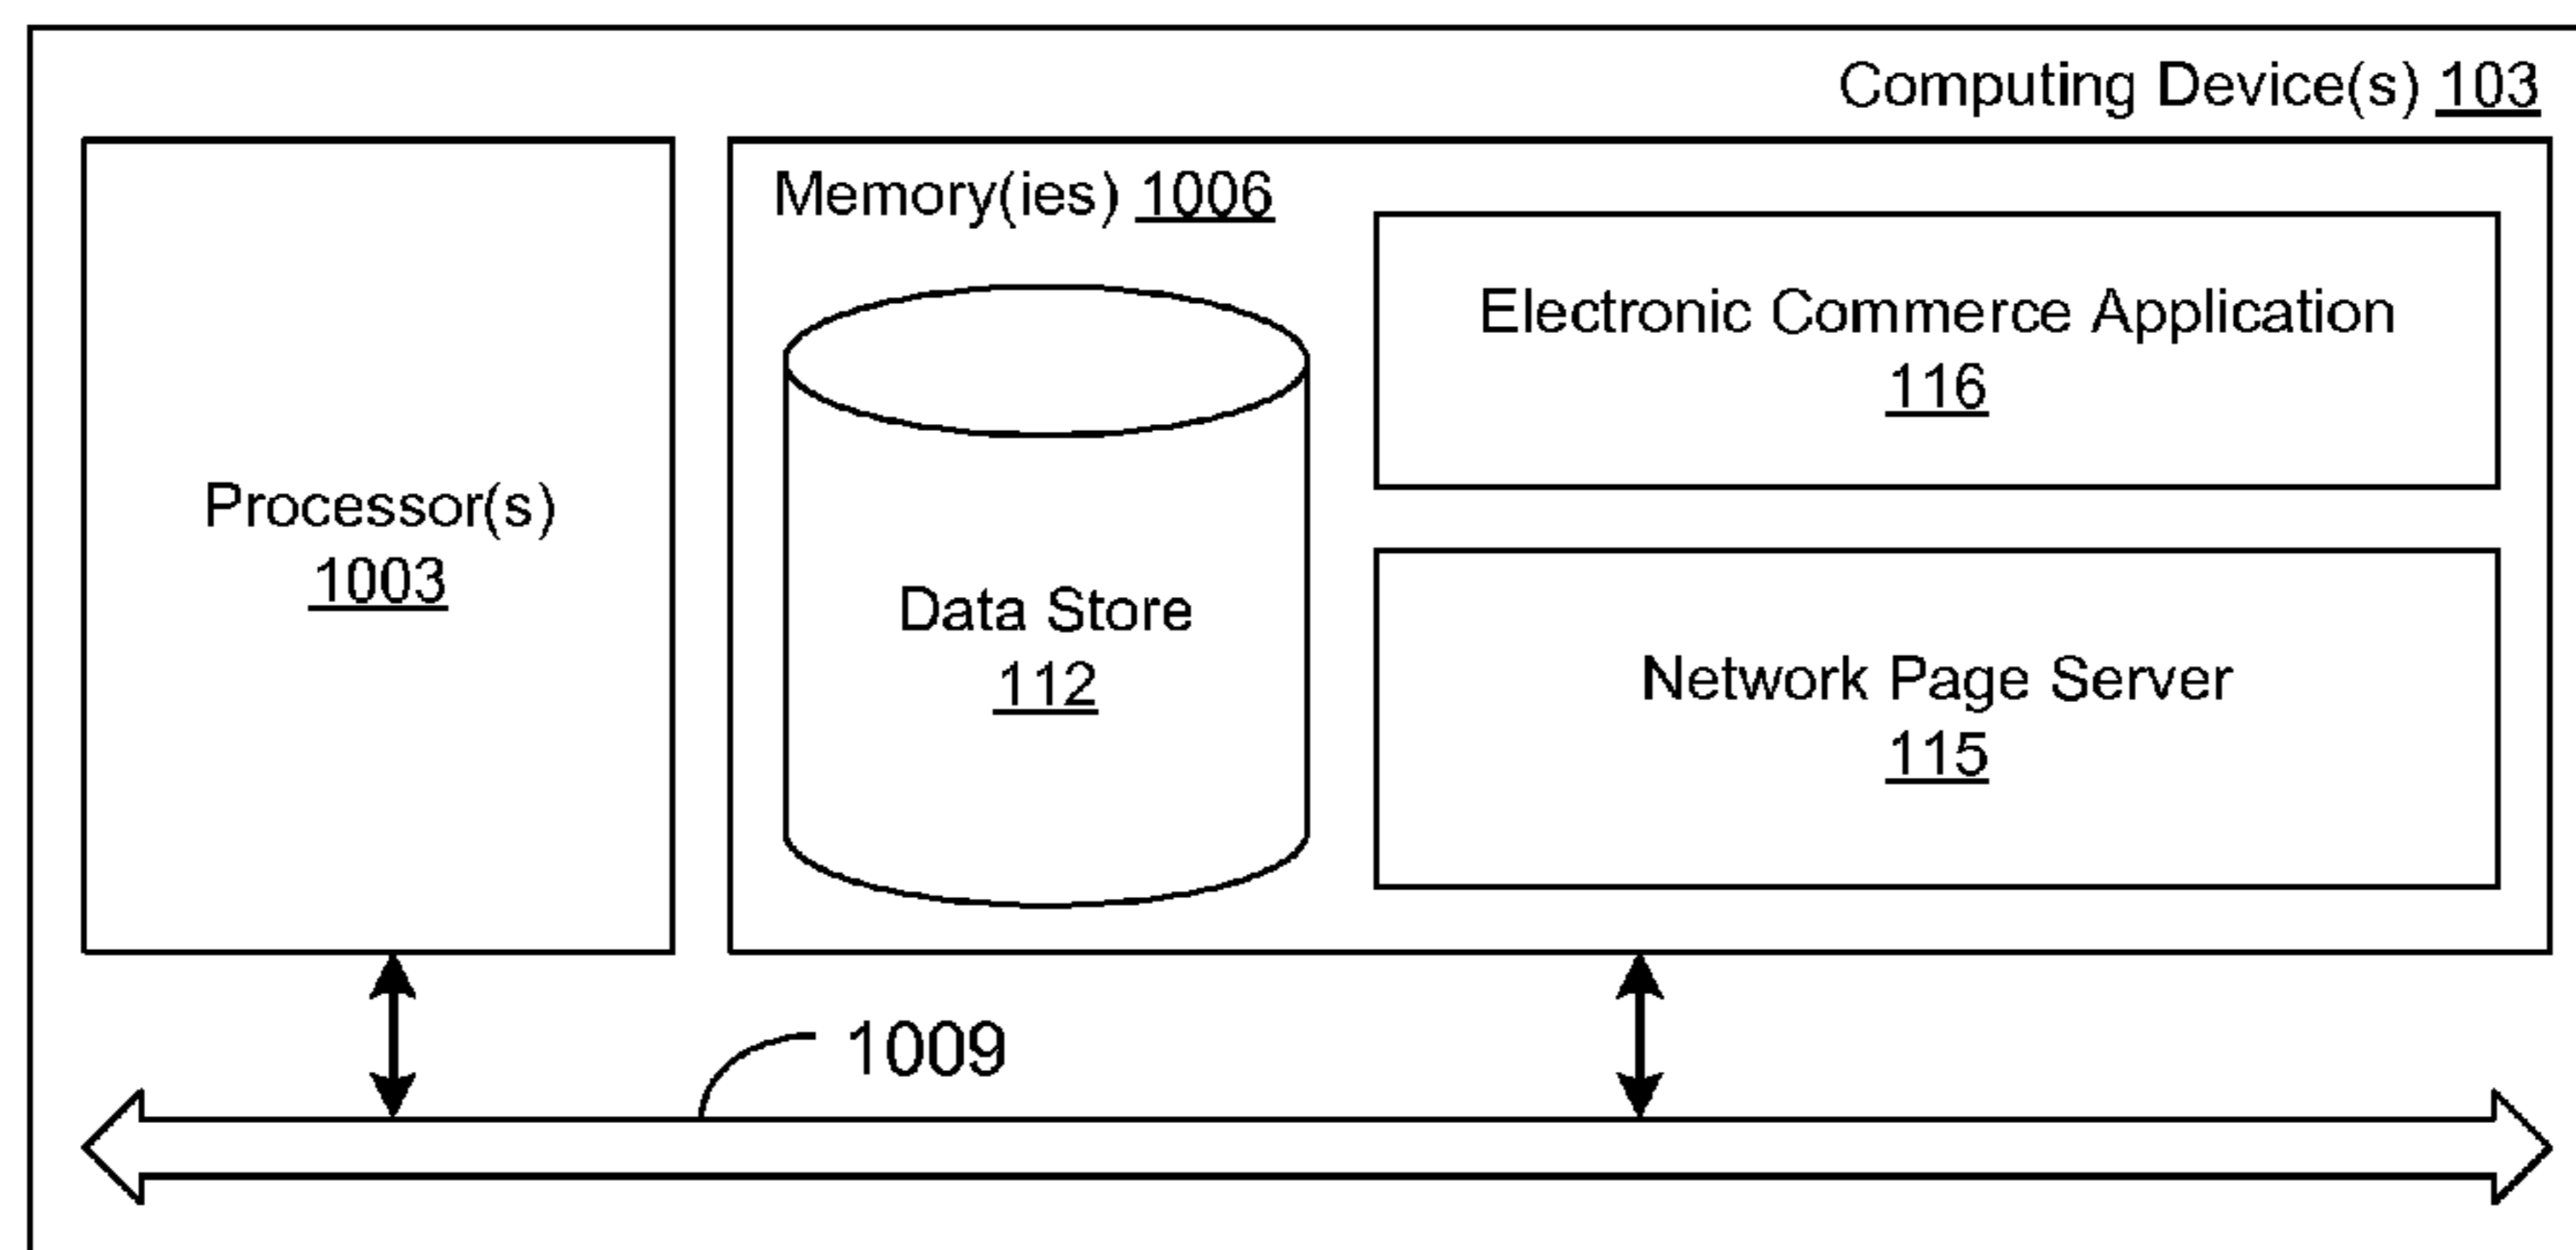 Computing Device(s) 103
Memory(ies) 1006
Electronic Commerce Application
116
Processor(s)
1003
Data Store
112
Network Page Server
115
1009